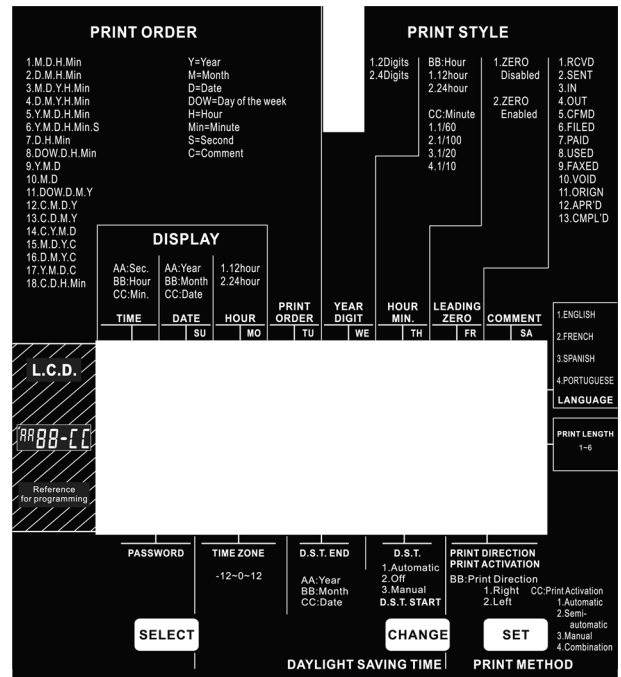 PRINT ORDER
1.M.D.H.Min
2.D.M.H.Min
3.M.D.Y.H.Min
4.D.M.Y.H.Min
5.Y.M.D.H.Min
6.Y.M.D.H.Min.S
7.D.H.Min
8.DOW.D.H.Min
9.Y.M.D
10.M.D
11.DOW.D.M.Y
12.C.M.D.Y
13.C.D.M.Y
14.C.Y.M.D
15.M.D.Y.C
16.D.M.Y.C
17.Y.M.D.C
18.C.D.H.Min
Y=Year
M=Month
D=Date
DOW=Day of the week
H=Hour
Min=Minute
S=Second
C=Comment
PRINT STYLE
1.2Digits
2.4Digits
BB:Hour
1.12hour
2.24hour
CC:Minute
1.1/60
2.1/100
3.1/20
4.1/10
1.ZERO
Disabled
2.ZERO
Enabled
1.RCVD
2.SENT
3.IN
4.OUT
5.CFMD
6.FILED
7.PAID
8.USED
9.FAXED
10.VOID
11.ORIGN
12.APR'D
13.CMPL'D
DISPLAY
AA:Sec.
BB:Hour
CC:Min.
AA:Year
BB:Month
CC:Date
1.12hour
2.24hour
TIME
DATE
HOUR
PRINT
ORDER
YEAR
DIGIT
HOUR
MIN.
LEADING
ZERO
COMMENT
SU
MO
TU
WE
TH
FR
SA
1.ENGLISH
2.FRENCH
3.SPANISH
4.PORTUGUESE
LANGUAGE
PRINT LENGTH
1~6
L.C.D.
AA88-CC
Reference
for programming
PASSWORD
TIME ZONE
-12~0~12
D.S.T. END
AA:Year
BB:Month
CC:Date
D.S.T.
1.Automatic
2.Off
3.Manual
D.S.T. START
PRINT DIRECTION
PRINT ACTIVATION
BB:Print Direction
1.Right
2.Left
CC:Print Activation
1.Automatic
2.Semi-
automatic
3.Manual
4.Combination
SELECT
CHANGE
SET
DAYLIGHT SAVING TIME
PRINT METHOD